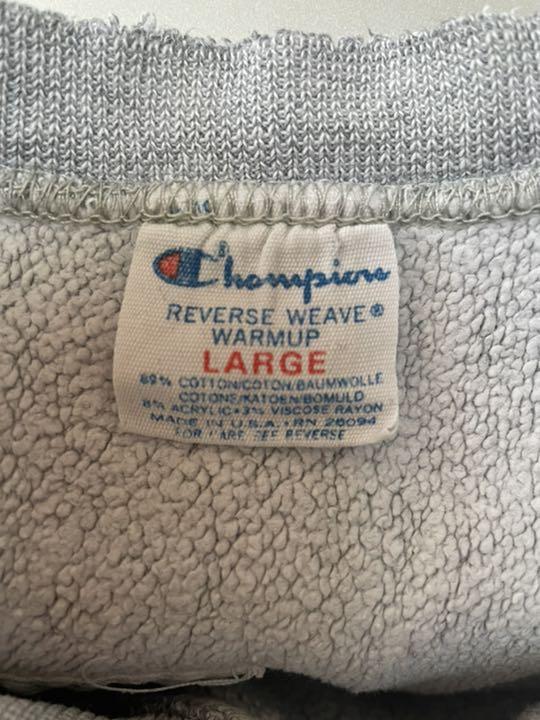 Champion
REVERSE WEAVE®
WARMUP
LARGE
89% COTTON/COTON/BAUMWOLLE
COTONE/KATOEN/BOMULD
8% ACRYLIC•3% VISCOSE RAYON
MADE IN U.S.A. • RN 26094
FOR CARE SEE REVERSE